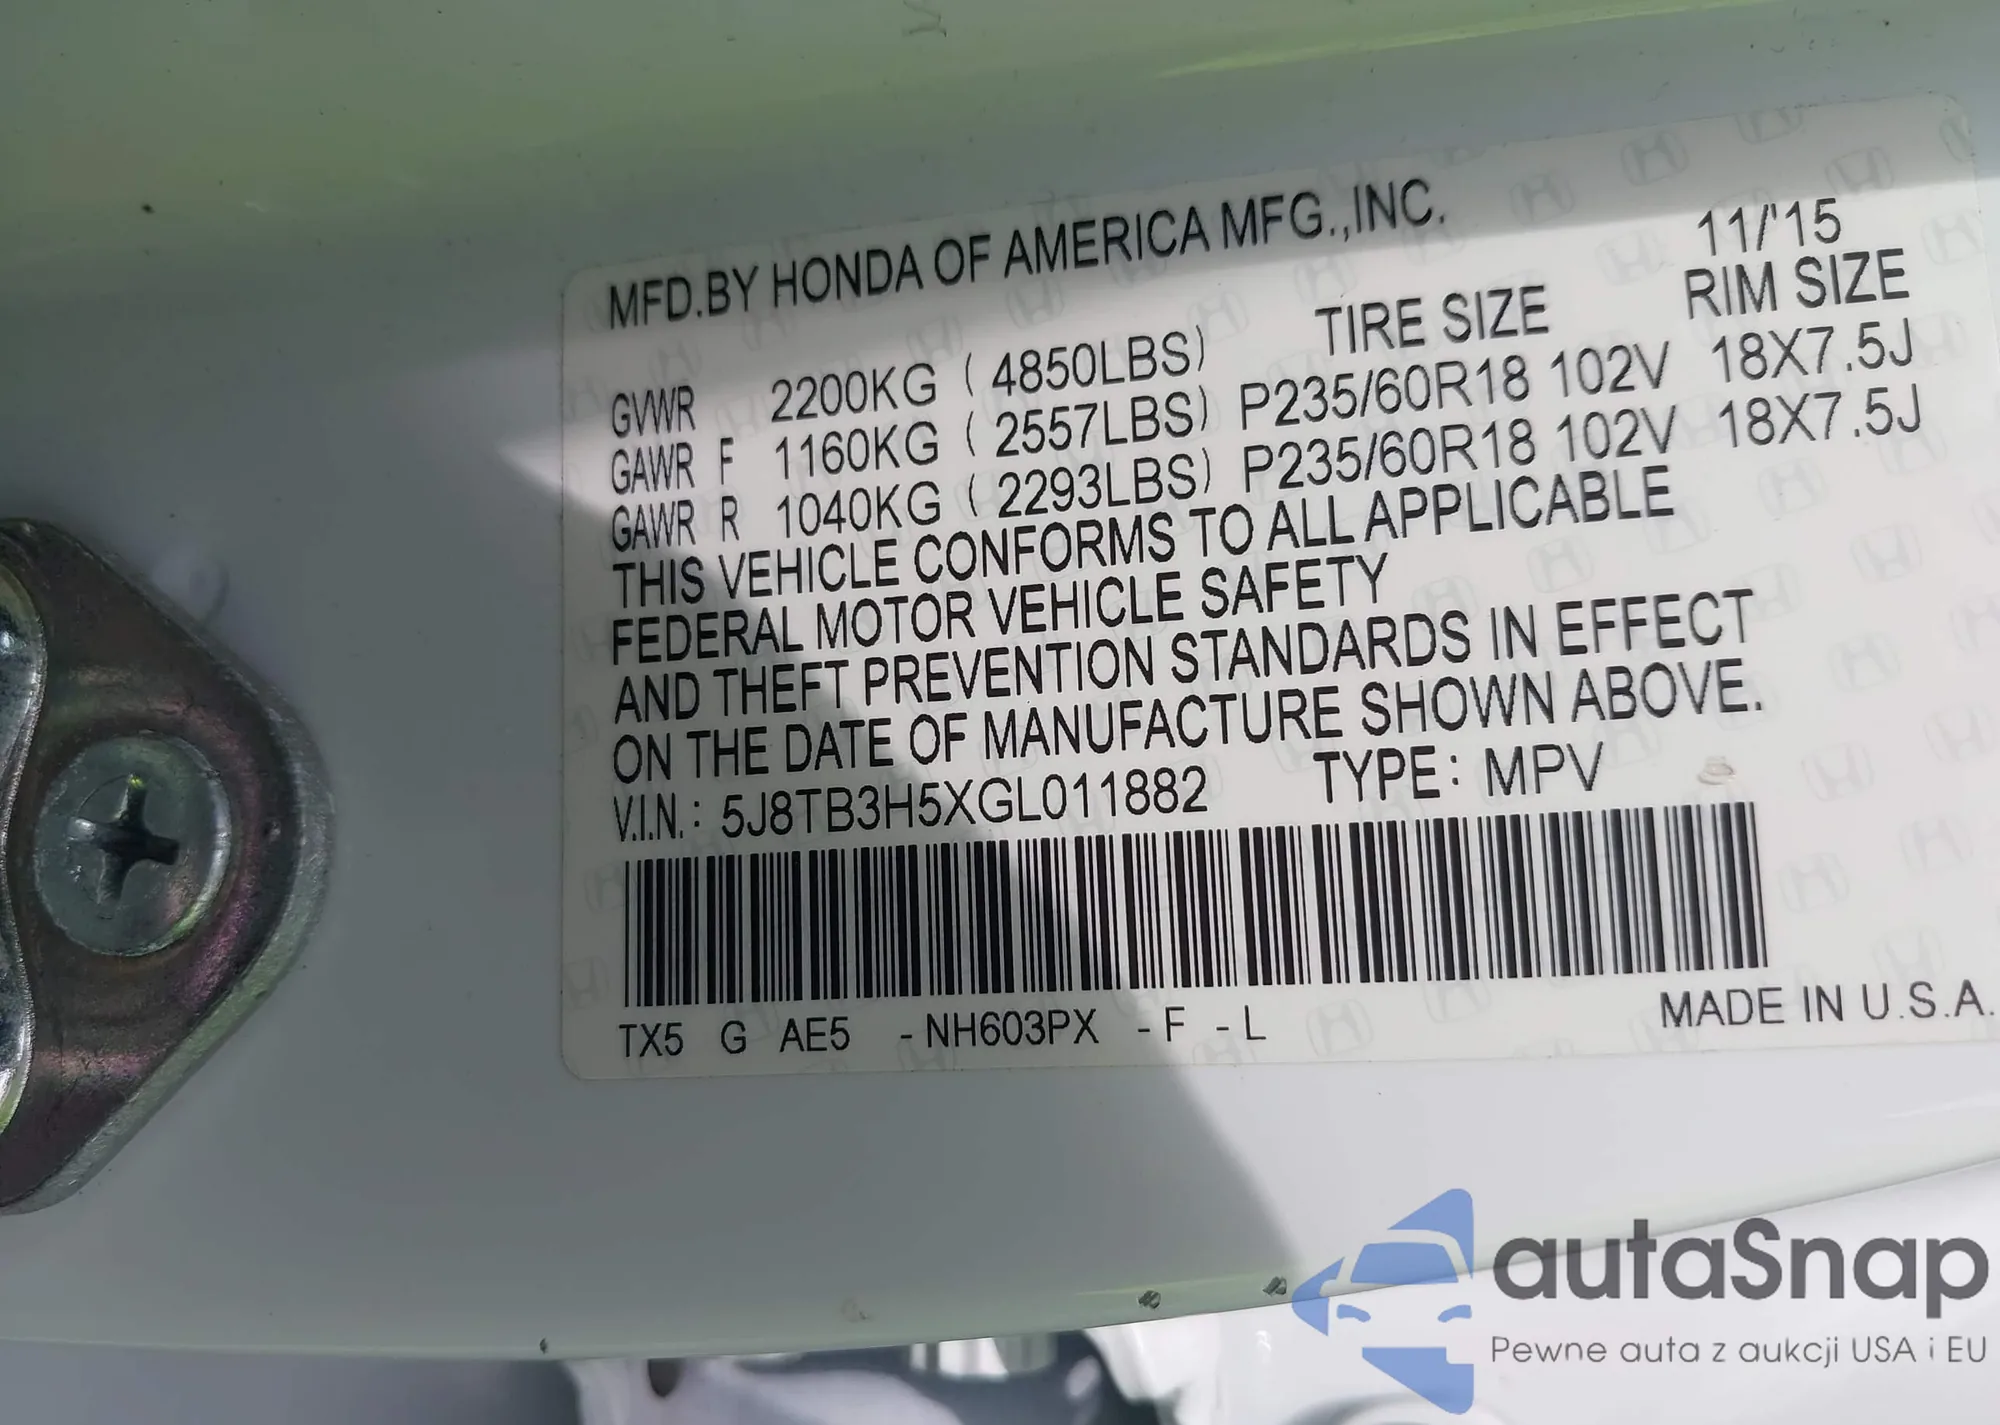 MFD.BY HONDA OF AMERICA MFG.,INC.
11/'15
TIRE SIZE RIM SIZE
GVWR 2200KG ( 4850LBS)
GAWR F 1160KG ( 2557LBS) P235/60R18 102V 18X7.5J
GAWR R 1040KG ( 2293LBS) P235/60R18 102V 18X7.5J
THIS VEHICLE CONFORMS TO ALL APPLICABLE
FEDERAL MOTOR VEHICLE SAFETY
AND THEFT PREVENTION STANDARDS IN EFFECT
ON THE DATE OF MANUFACTURE SHOWN ABOVE.
V.I.N.: 5J8TB3H5XGL011882 TYPE: MPV
TX5 G AE5 -NH603PX -F -L
MADE IN U.S.A.
autaSnap
Pewne auta z aukcji USA i EU